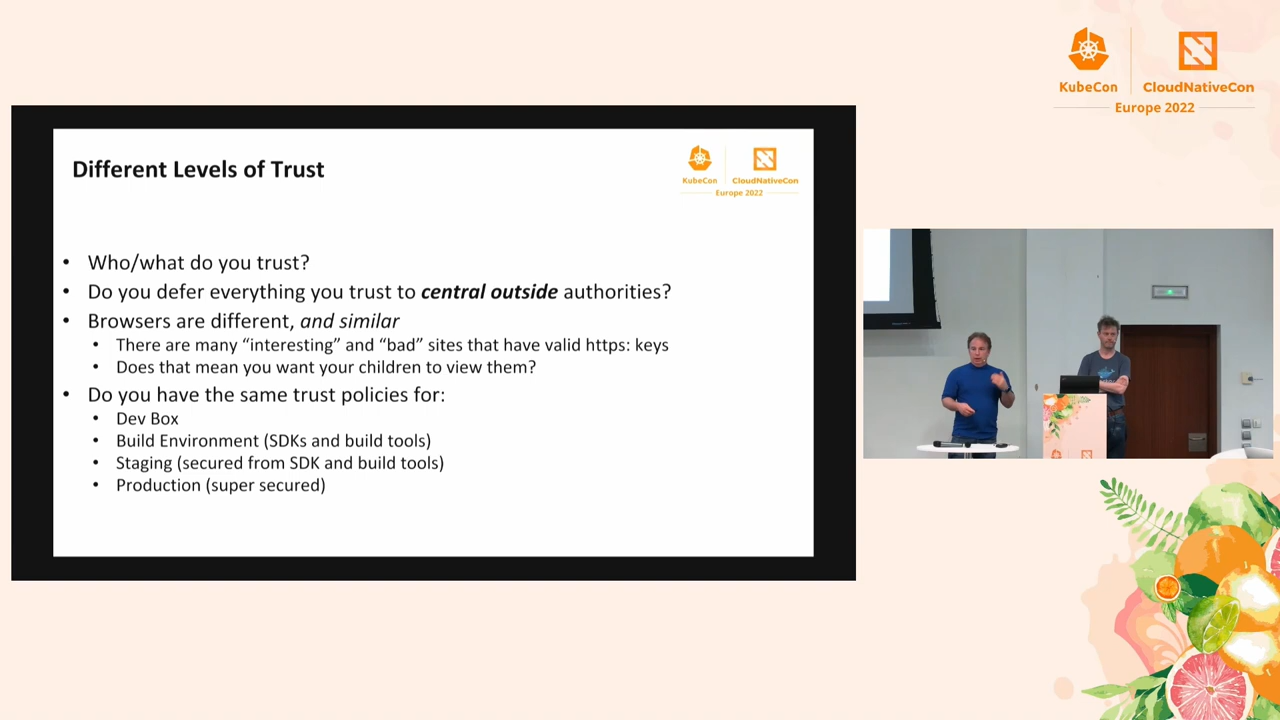 KubeCon
CloudNativeCon
Europe 2022
Different Levels of Trust
KubeCon
CloudNativeCon
Europe 2022
• Who/what do you trust?
• Do you defer everything you trust to central outside authorities?
• Browsers are different, and similar
• There are many “interesting” and “bad” sites that have valid https: keys
• Does that mean you want your children to view them?
• Do you have the same trust policies for:
• Dev Box
• Build Environment (SDKs and build tools)
• Staging (secured from SDK and build tools)
• Production (super secured)